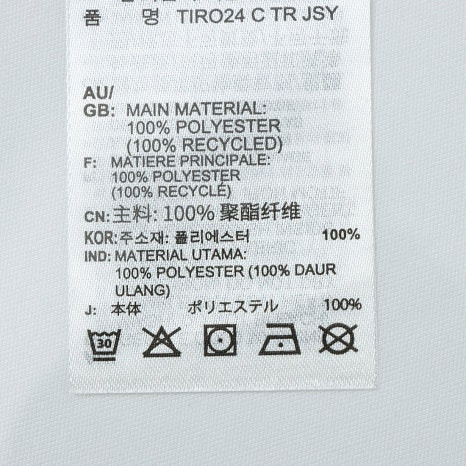 品 名 TIRO24 C TR JSY
AU/
GB: MAIN MATERIAL:
100% POLYESTER
(100% RECYCLED)
F: MATIERE PRINCIPALE:
100% POLYESTER
(100% RECYCLÉ)
CN: 主料: 100% 聚酯纤维
KOR: 주소재: 폴리에스터 100%
IND: MATERIAL UTAMA:
100% POLYESTER (100% DAUR
ULANG)
J: 本体 ポリエステル 100%
30